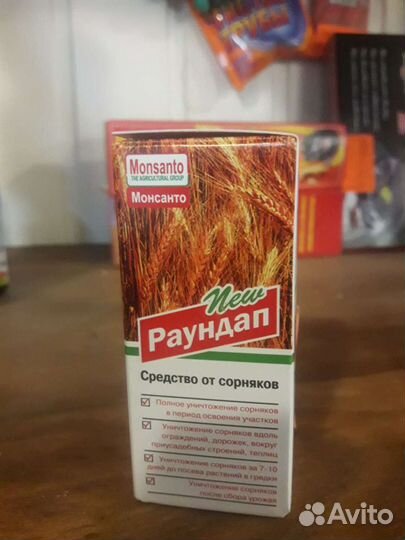 Monsanto
THE AGRICULTURAL GROUP
Монсанто
New
Раундап
Средство от сорняков
Полное уничтожение сорняков
в период освоения участков
Уничтожение сорняков вдоль
ограждений, дорожек, вокруг
приусадебных строений, теплиц
Уничтожение сорняков за 7-10
дней до посева растений в грядки
Уничтожение сорняков
после сбора урожая
Avito